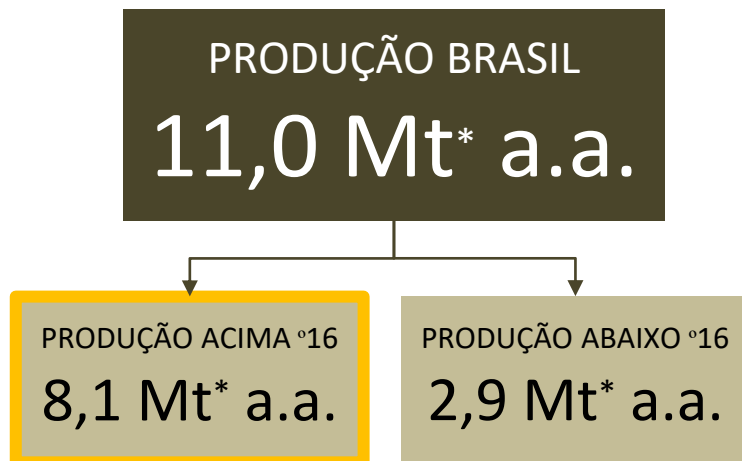 PRODUÇÃO BRASIL
11,0 Mt* a.a.
PRODUÇÃO ACIMA º16
8,1 Mt* a.a.
PRODUÇÃO ABAIXO º16
2,9 Mt* a.a.